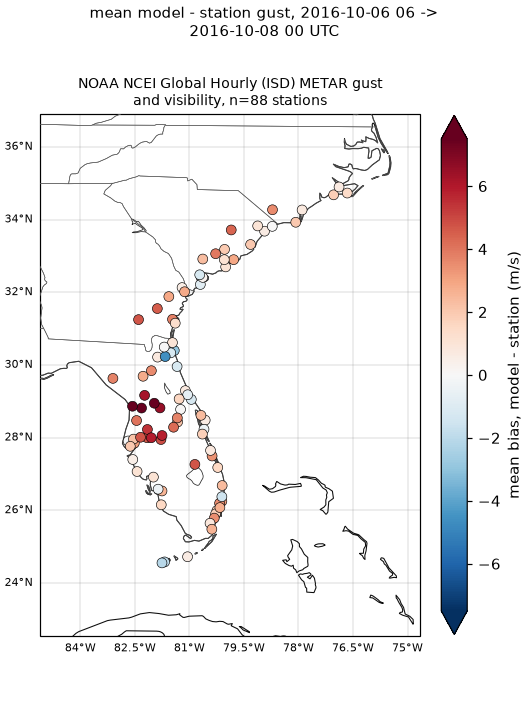 mean model - station gust, 2016-10-06 06 ->
2016-10-08 00 UTC
NOAA NCEI Global Hourly (ISD) METAR gust
and visibility, n=88 stations
36°N
34°N
32°N
30°N
28°N
26°N
24°N
84°W 82.5°W 81°W 79.5°W 78°W 76.5°W 75°W
6
4
2
0
−2
−4
−6
mean bias, model - station (m/s)